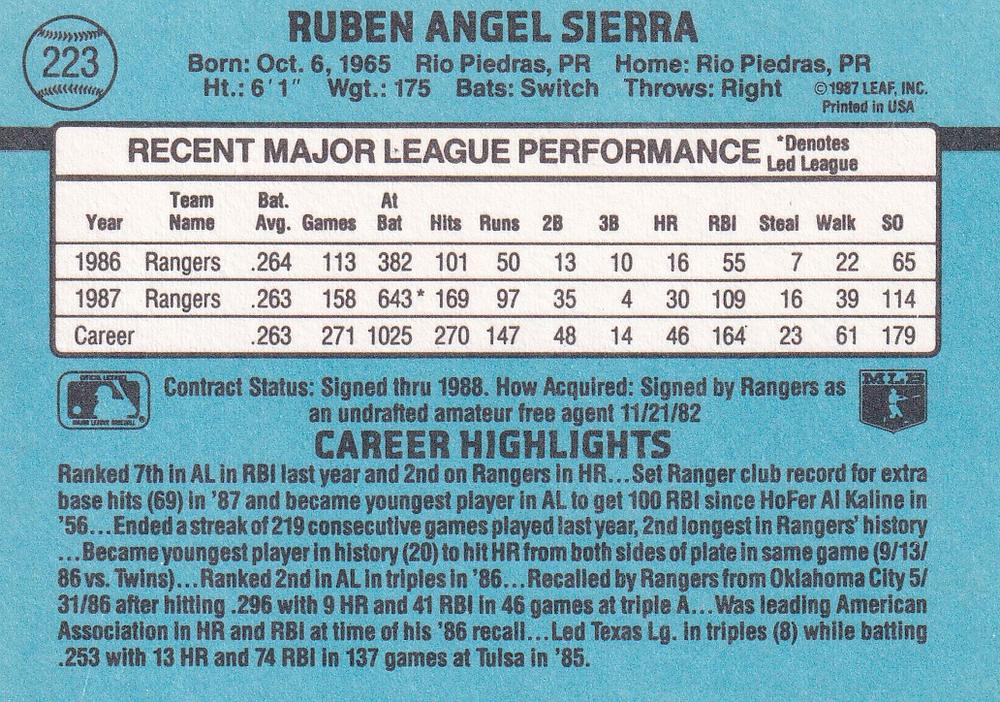 RUBEN ANGEL SIERRA
223
Born: Oct. 6, 1965 Rio Piedras, PR Home: Rio Piedras, PR
Ht.: 6'1" Wgt.: 175 Bats: Switch Throws: Right ©1987 LEAF, INC.
Printed in USA
RECENT MAJOR LEAGUE PERFORMANCE *Denotes
Led League
Year Team Name Bat. Avg. Games At Bat Hits Runs 2B 3B HR RBI Steal Walk SO
1986 Rangers .264 113 382 101 50 13 10 16 55 7 22 65
1987 Rangers .263 158 643* 169 97 35 4 30 109 16 39 114
Career .263 271 1025 270 147 48 14 46 164 23 61 179
OFFICIAL LICENSEE
MAJOR LEAGUE BASEBALL
MLB
Contract Status: Signed thru 1988. How Acquired: Signed by Rangers as
an undrafted amateur free agent 11/21/82
CAREER HIGHLIGHTS
Ranked 7th in AL in RBI last year and 2nd on Rangers in HR...Set Ranger club record for extra
base hits (69) in '87 and became youngest player in AL to get 100 RBI since HoFer Al Kaline in
'56...Ended a streak of 219 consecutive games played last year, 2nd longest in Rangers' history
...Became youngest player in history (20) to hit HR from both sides of plate in same game (9/13/
86 vs. Twins)...Ranked 2nd in AL in triples in '86...Recalled by Rangers from Oklahoma City 5/
31/86 after hitting .296 with 9 HR and 41 RBI in 46 games at triple A...Was leading American
Association in HR and RBI at time of his '86 recall...Led Texas Lg. in triples (8) while batting
.253 with 13 HR and 74 RBI in 137 games at Tulsa in '85.